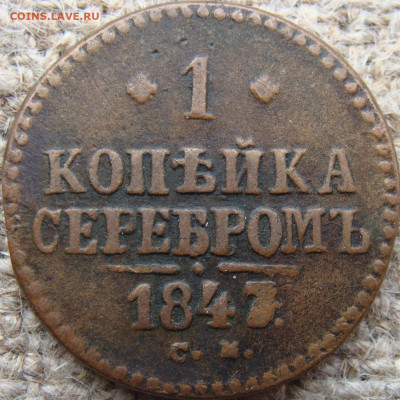 COINS.LAVE.RU
1
КОПѢЙКА
СЕРЕБРОМЪ
1847.
С. М.